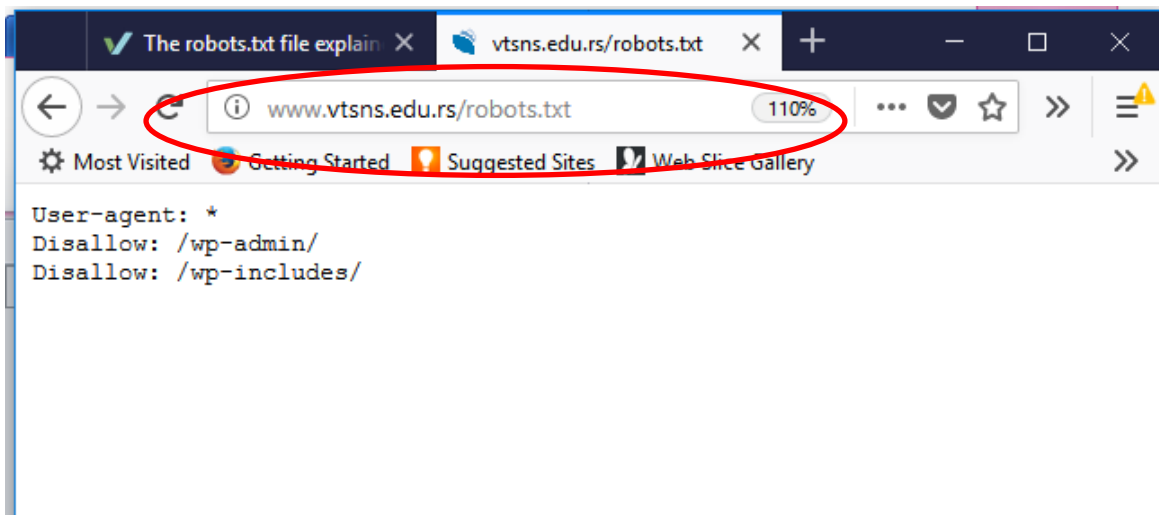 The robots.txt file explain
vtsns.edu.rs/robots.txt
www.vtsns.edu.rs/robots.txt
110%
Most Visited
Getting Started
Suggested Sites
Web Slice Gallery
User-agent: *
Disallow: /wp-admin/
Disallow: /wp-includes/